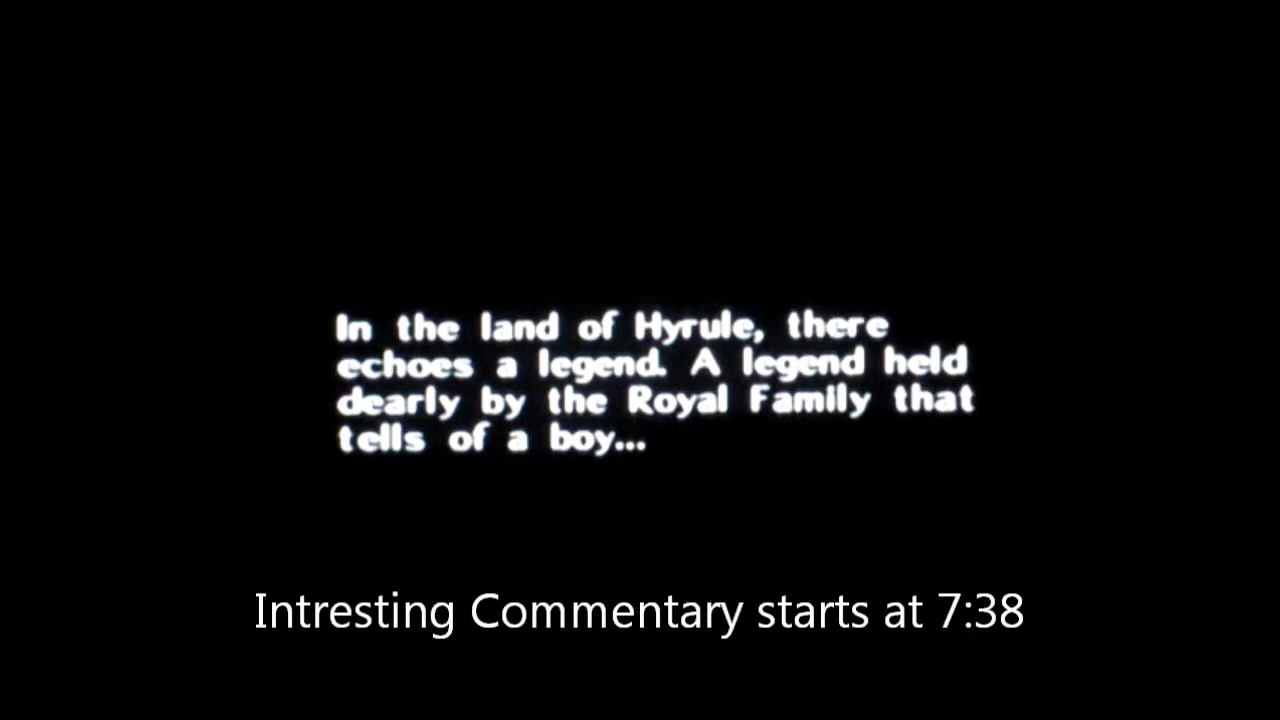 In the land of Hyrule, there
echoes a legend. A legend held
dearly by the Royal Family that
tells of a boy...
Intresting Commentary starts at 7:38